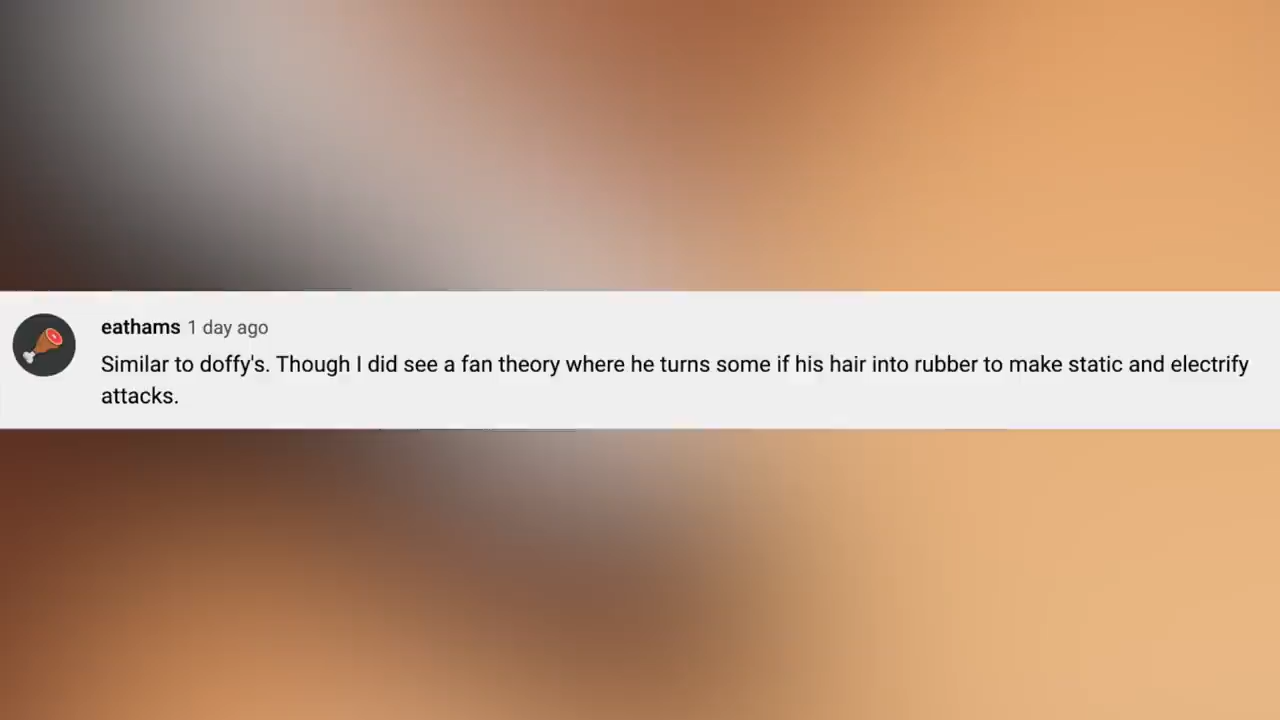 eathams 1 day ago
Similar to doffy's. Though I did see a fan theory where he turns some if his hair into rubber to make static and electrify
attacks.